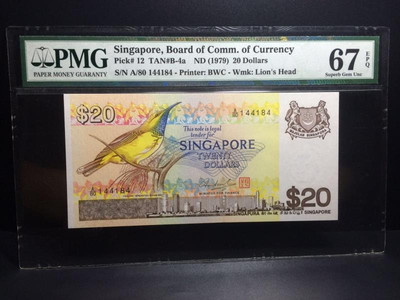 PMG
PAPER MONEY GUARANTY
Singapore, Board of Comm. of Currency
Pick# 12 TAN#B-4a ND (1979) 20 Dollars
S/N A/80 144184 - Printer: BWC - Wmk: Lion's Head
67 EPQ
Superb Gem Unc
$20
A/80 144184
This note is legal
tender for
SINGAPORE
TWENTY
DOLLARS
A/80 144184
$20
SINGAPORE